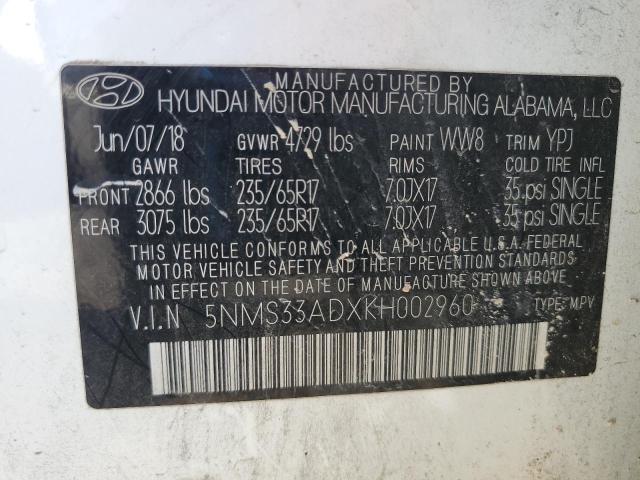 MANUFACTURED BY
HYUNDAI MOTOR MANUFACTURING ALABAMA, LLC
Jun/07/18 GVWR 4729 lbs PAINT WW8 TRIM YPJ
GAWR TIRES RIMS COLD TIRE INFL
FRONT 2866 lbs 235/65R17 7.0JX17 35 psi SINGLE
REAR 3075 lbs 235/65R17 7.0JX17 35 psi SINGLE
THIS VEHICLE CONFORMS TO ALL APPLICABLE U.S.A. FEDERAL
MOTOR VEHICLE SAFETY AND THEFT PREVENTION STANDARDS
IN EFFECT ON THE DATE OF MANUFACTURE SHOWN ABOVE.
V.I.N 5NMS33ADXKH002960 TYPE: MPV